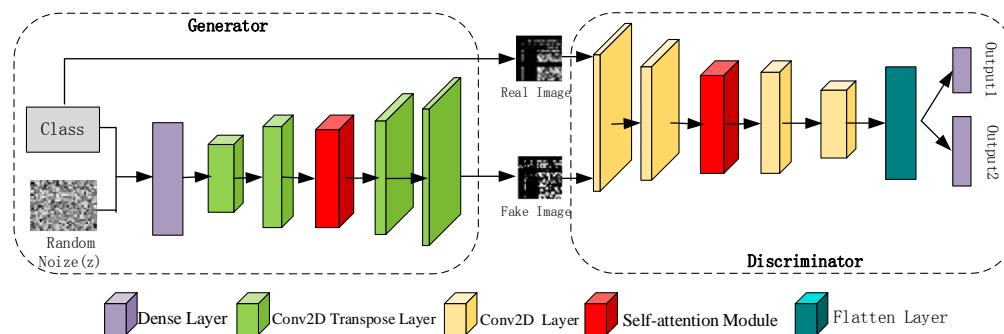 Generator
Class
Random
Noize(z)
Real Image
Fake Image
Output1
Output2
Discriminator
Dense Layer
Conv2D Transpose Layer
Conv2D Layer
Self-attention Module
Flatten Layer